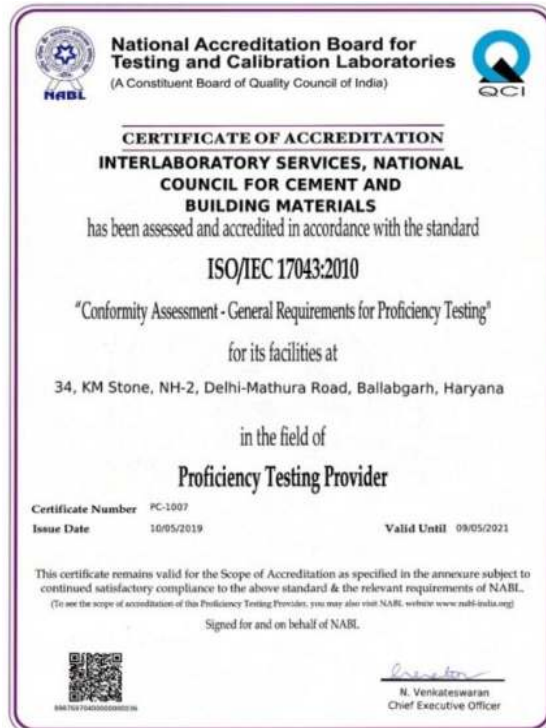 National Accreditation Board for
Testing and Calibration Laboratories
(A Constituent Board of Quality Council of India)
NABL
QCI
CERTIFICATE OF ACCREDITATION
INTERLABORATORY SERVICES, NATIONAL
COUNCIL FOR CEMENT AND
BUILDING MATERIALS
has been assessed and accredited in accordance with the standard
ISO/IEC 17043:2010
"Conformity Assessment - General Requirements for Proficiency Testing"
for its facilities at
34, KM Stone, NH-2, Delhi-Mathura Road, Ballabgarh, Haryana
in the field of
Proficiency Testing Provider
Certificate Number PC-1007
Issue Date 10/05/2019 Valid Until 09/05/2021
This certificate remains valid for the Scope of Accreditation as specified in the annexure subject to
continued satisfactory compliance to the above standard & the relevant requirements of NABL.
(To see the scope of accreditation of this Proficiency Testing Provider, you may also visit NABL website www.nabl-india.org)
Signed for and on behalf of NABL
N. Venkateswaran
Chief Executive Officer